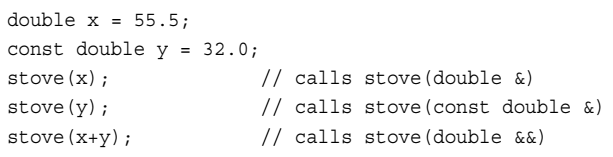 double x = 55.5;
const double y = 32.0;
stove(x);                // calls stove(double &)
stove(y);                // calls stove(const double &)
stove(x+y);              // calls stove(double &&)